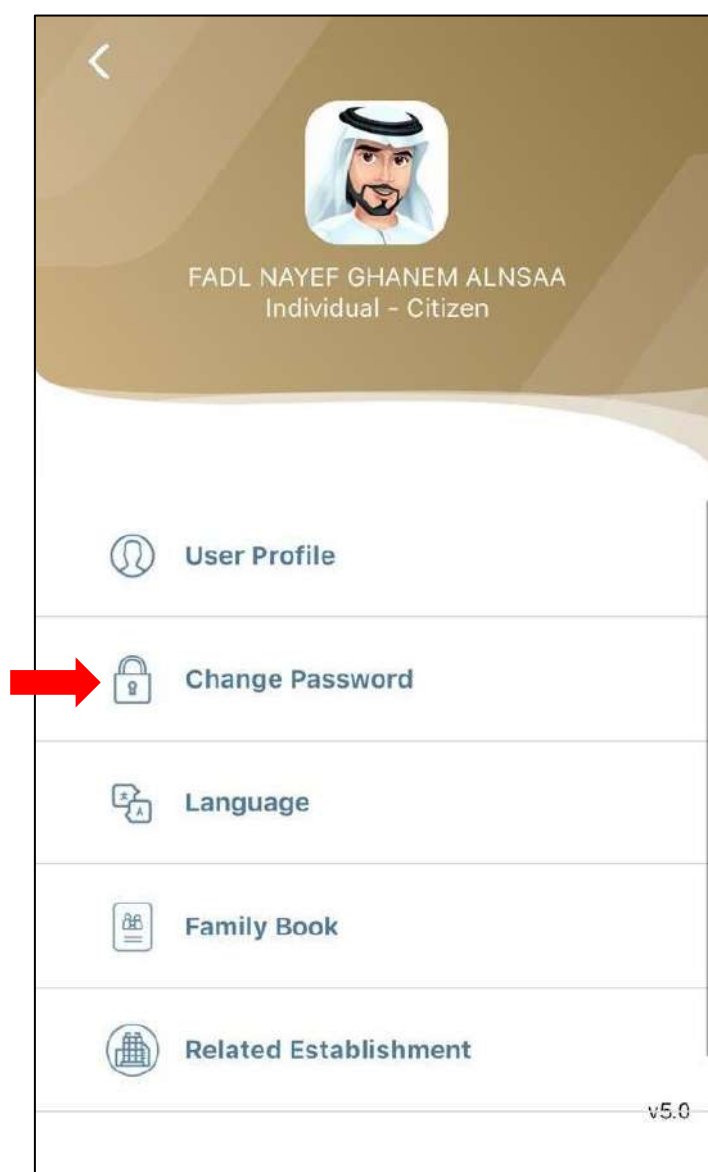 FADL NAYEF GHANEM ALNSAA
Individual - Citizen
User Profile
Change Password
Language
Family Book
Related Establishment
v5.0